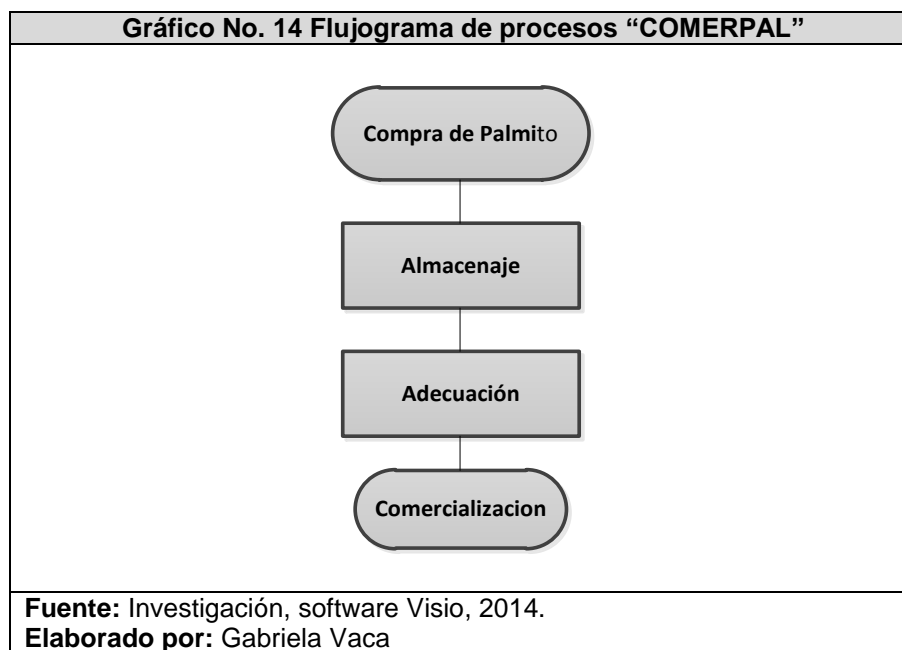 Gráfico No. 14 Flujograma de procesos “COMERPAL”
Compra de Palmito
Almacenaje
Adecuación
Comercializacion
Fuente: Investigación, software Visio, 2014.
Elaborado por: Gabriela Vaca